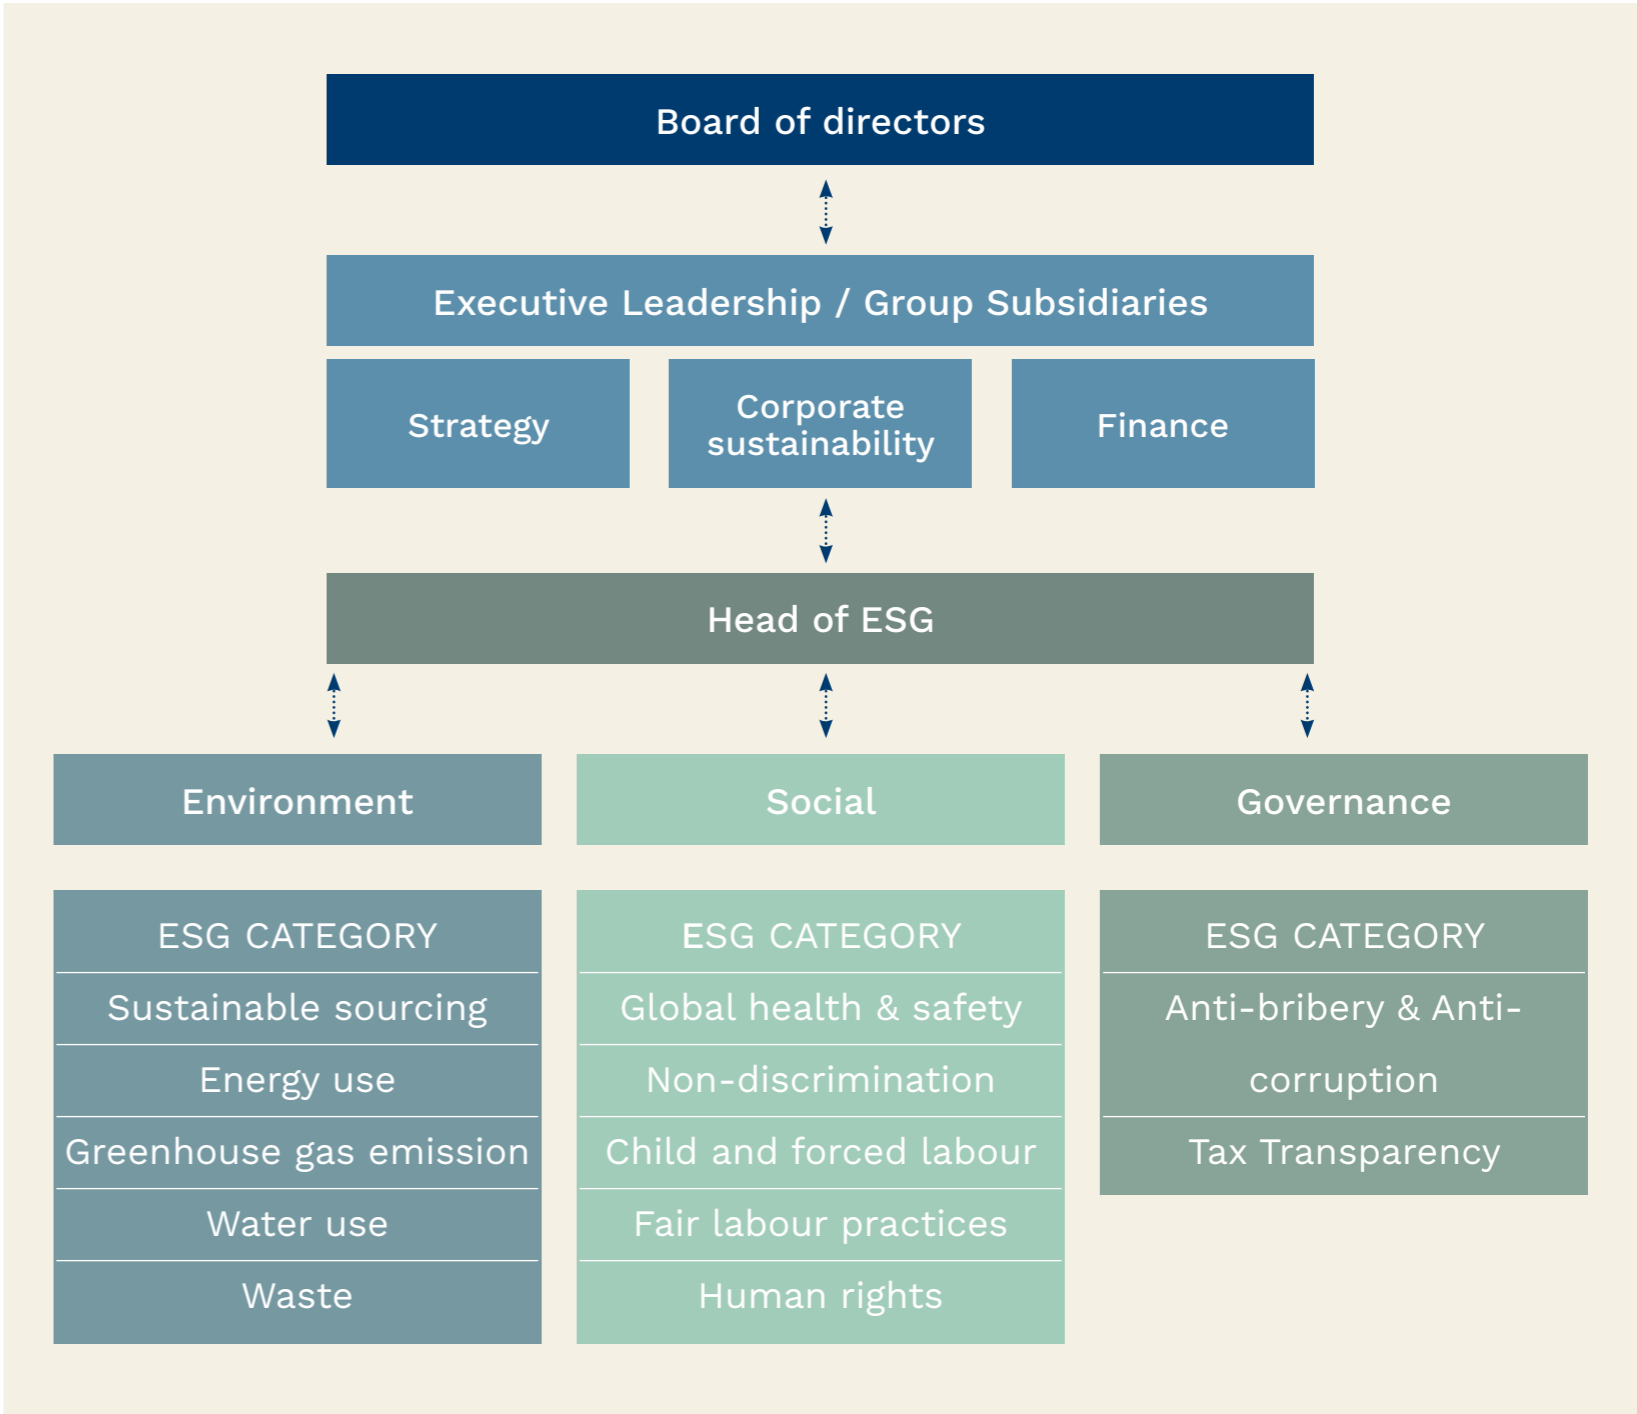 Board of directors
Executive Leadership / Group Subsidiaries
Strategy
Corporate
sustainability
Finance
Head of ESG
Environment
Social
Governance
ESG CATEGORY
Sustainable sourcing
Energy use
Greenhouse gas emission
Water use
Waste
ESG CATEGORY
Global health & safety
Non-discrimination
Child and forced labour
Fair labour practices
Human rights
ESG CATEGORY
Anti-bribery & Anti-
corruption
Tax Transparency